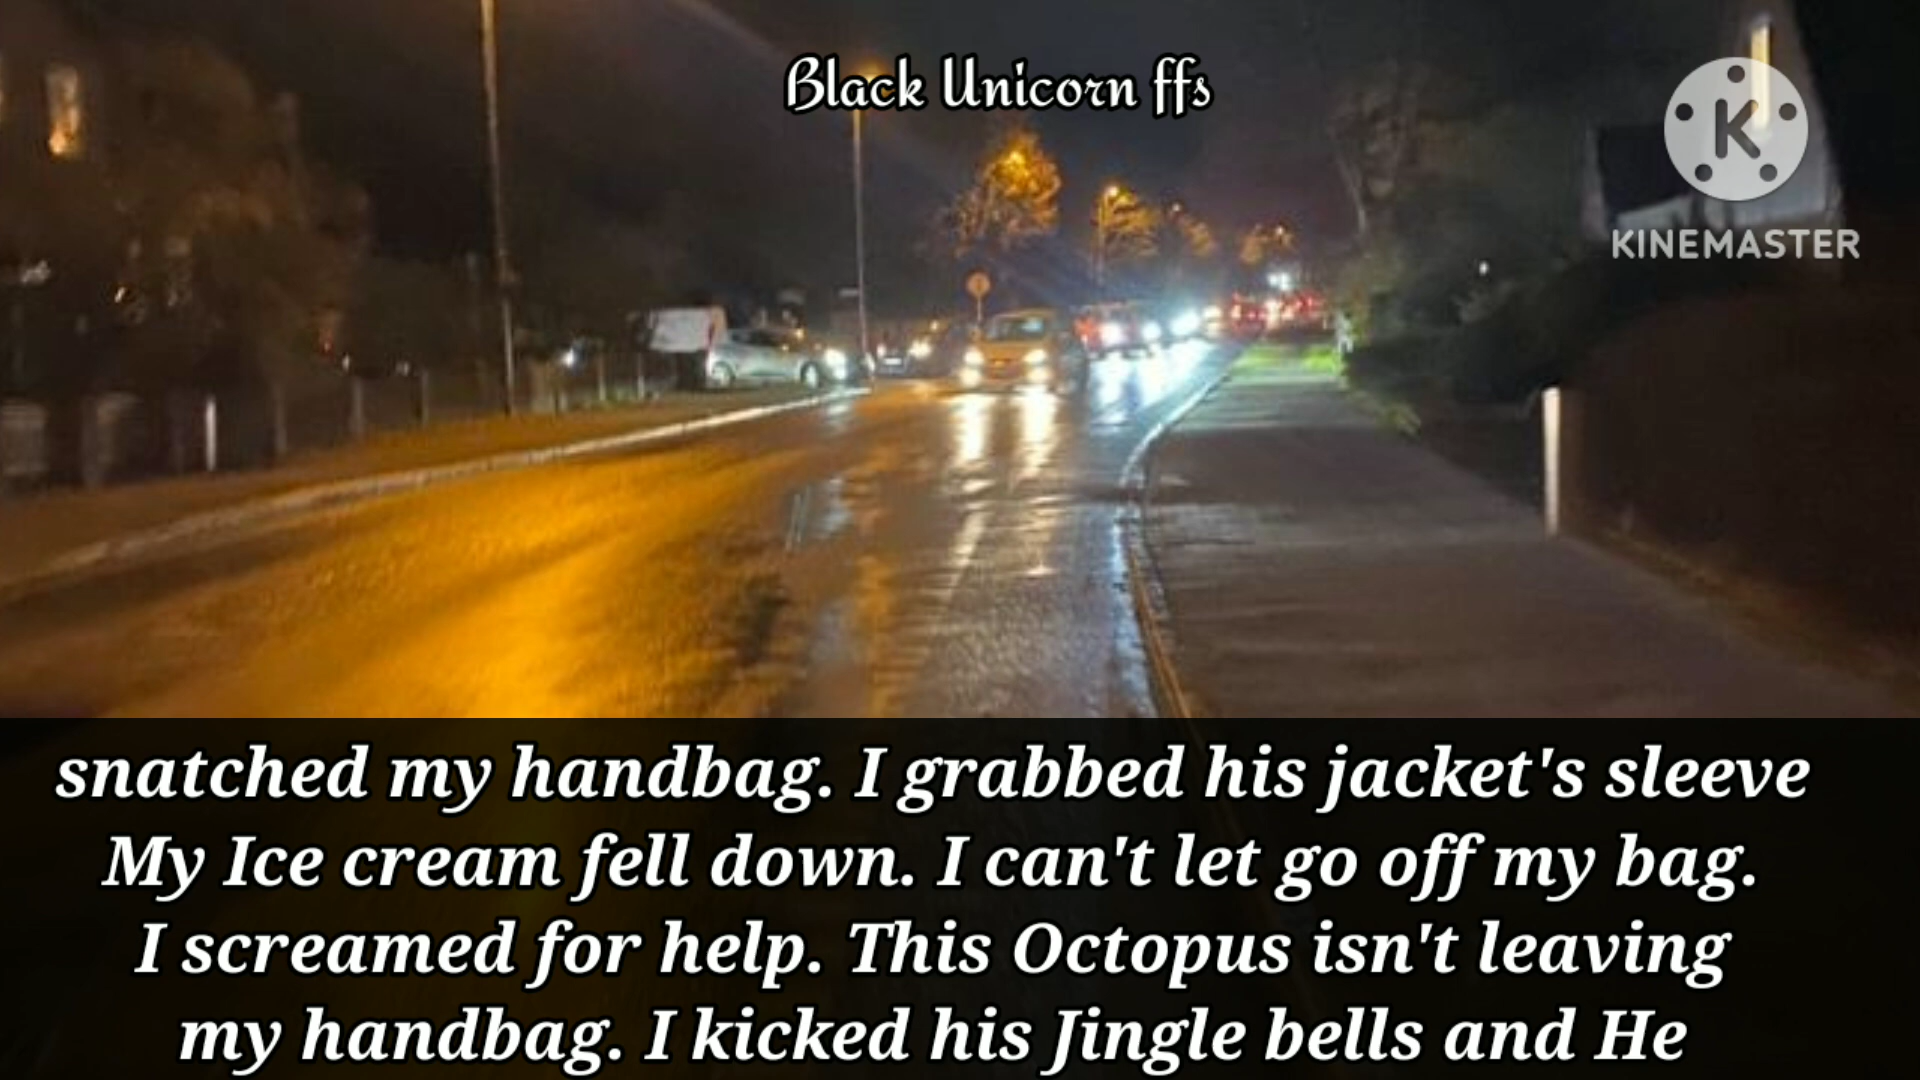 Black Unicorn ffs
K
KINEMASTER
snatched my handbag. I grabbed his jacket's sleeve
My Ice cream fell down. I can't let go off my bag.
I screamed for help. This Octopus isn't leaving
my handbag. I kicked his Jingle bells and He